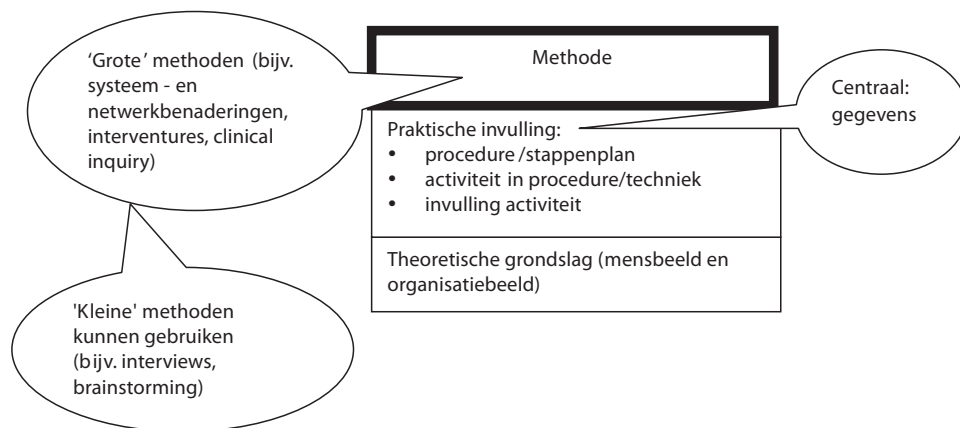 'Grote' methoden (bijv.
systeem - en
netwerkbenaderingen,
interventures, clinical
inquiry)
Methode
Centraal:
gegevens
Praktische invulling:
• procedure/stappenplan
• activiteit in procedure/techniek
• invulling activiteit
Theoretische grondslag (mensbeeld en
organisatiebeeld)
'Kleine' methoden
kunnen gebruiken
(bijv. interviews,
brainstorming)